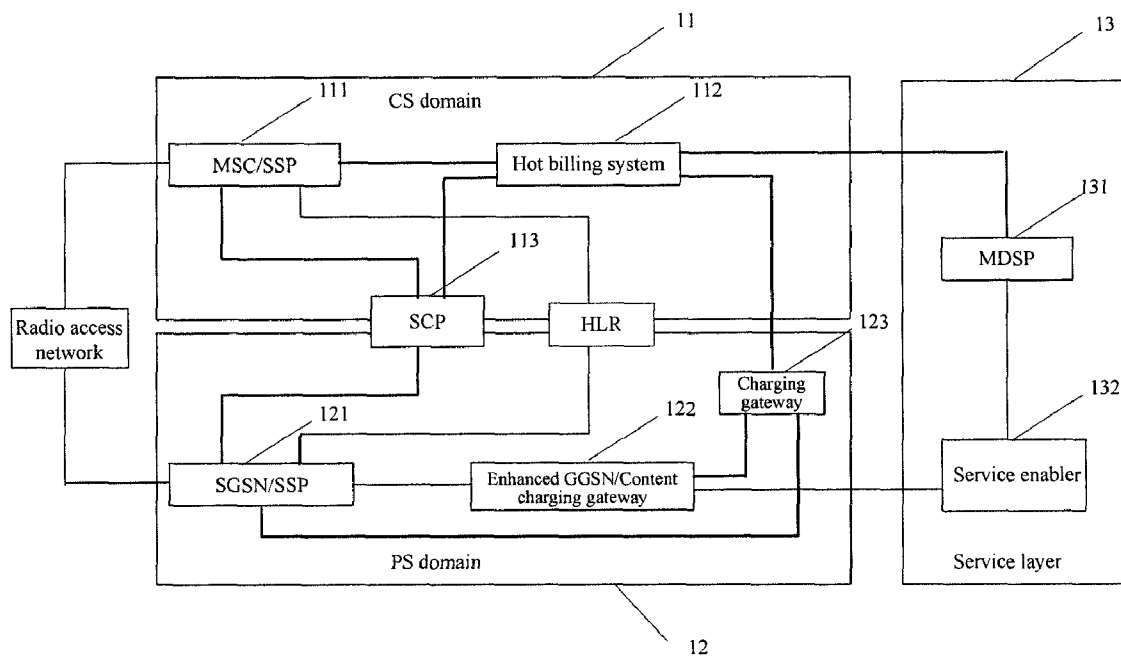 11
13
111
CS domain
112
MSC/SSP
Hot billing system
131
113
MDSP
SCP
HLR
123
Radio access
network
Charging
gateway
132
121
122
SGSN/SSP
Enhanced GGSN/Content
charging gateway
Service enabler
PS domain
Service layer
12